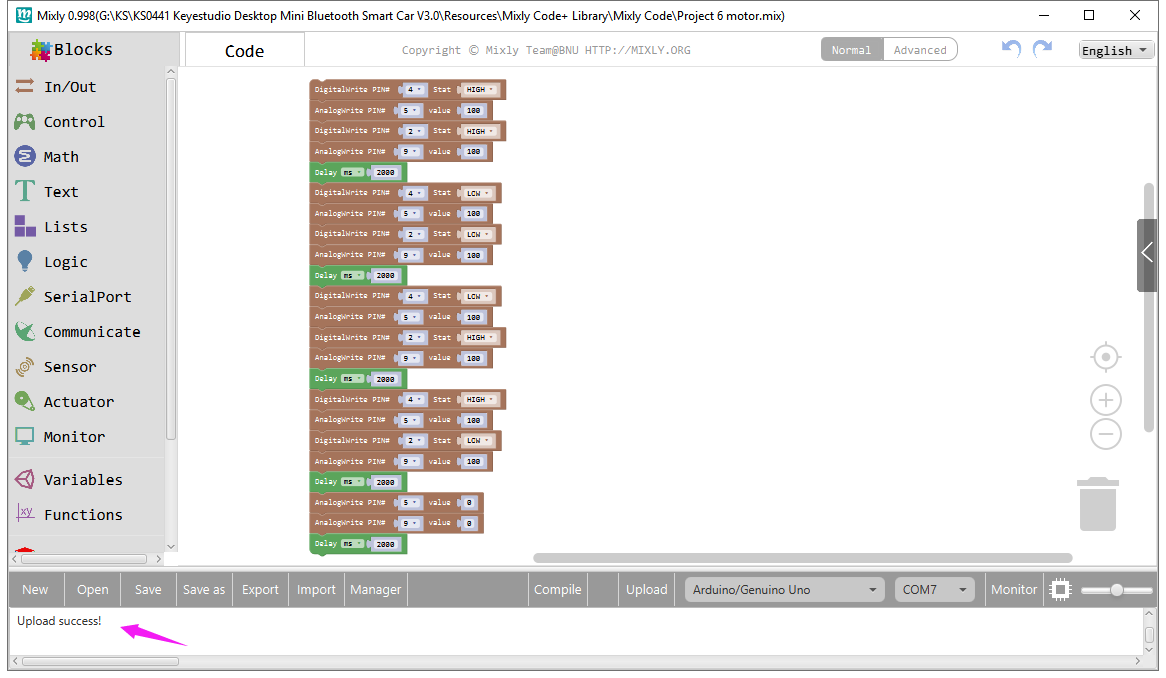 Mixly 0.998(G:\KS\KS0441 Keyestudio Desktop Mini Bluetooth Smart Car V3.0\Resources\Mixly Code+ Library\Mixly Code\Project 6 motor.mix)
Blocks
Code
Copyright © Mixly Team@BNU HTTP://MIXLY.ORG
Normal
Advanced
English
In/Out
Control
Math
Text
Lists
Logic
SerialPort
Communicate
Sensor
Actuator
Monitor
Variables
xy
Functions
DigitalWrite PIN# 4 Stat HIGH
AnalogWrite PIN# 5 value 100
DigitalWrite PIN# 2 Stat HIGH
AnalogWrite PIN# 9 value 100
Delay ms 2000
DigitalWrite PIN# 4 Stat LOW
AnalogWrite PIN# 5 value 100
DigitalWrite PIN# 2 Stat LOW
AnalogWrite PIN# 9 value 100
Delay ms 2000
DigitalWrite PIN# 4 Stat LOW
AnalogWrite PIN# 5 value 100
DigitalWrite PIN# 2 Stat HIGH
AnalogWrite PIN# 9 value 100
Delay ms 2000
DigitalWrite PIN# 4 Stat HIGH
AnalogWrite PIN# 5 value 100
DigitalWrite PIN# 2 Stat LOW
AnalogWrite PIN# 9 value 100
Delay ms 2000
AnalogWrite PIN# 5 value 0
AnalogWrite PIN# 9 value 0
Delay ms 2000
New Open Save Save as Export Import Manager Compile Upload Arduino/Genuino Uno COM7 Monitor
Upload success!